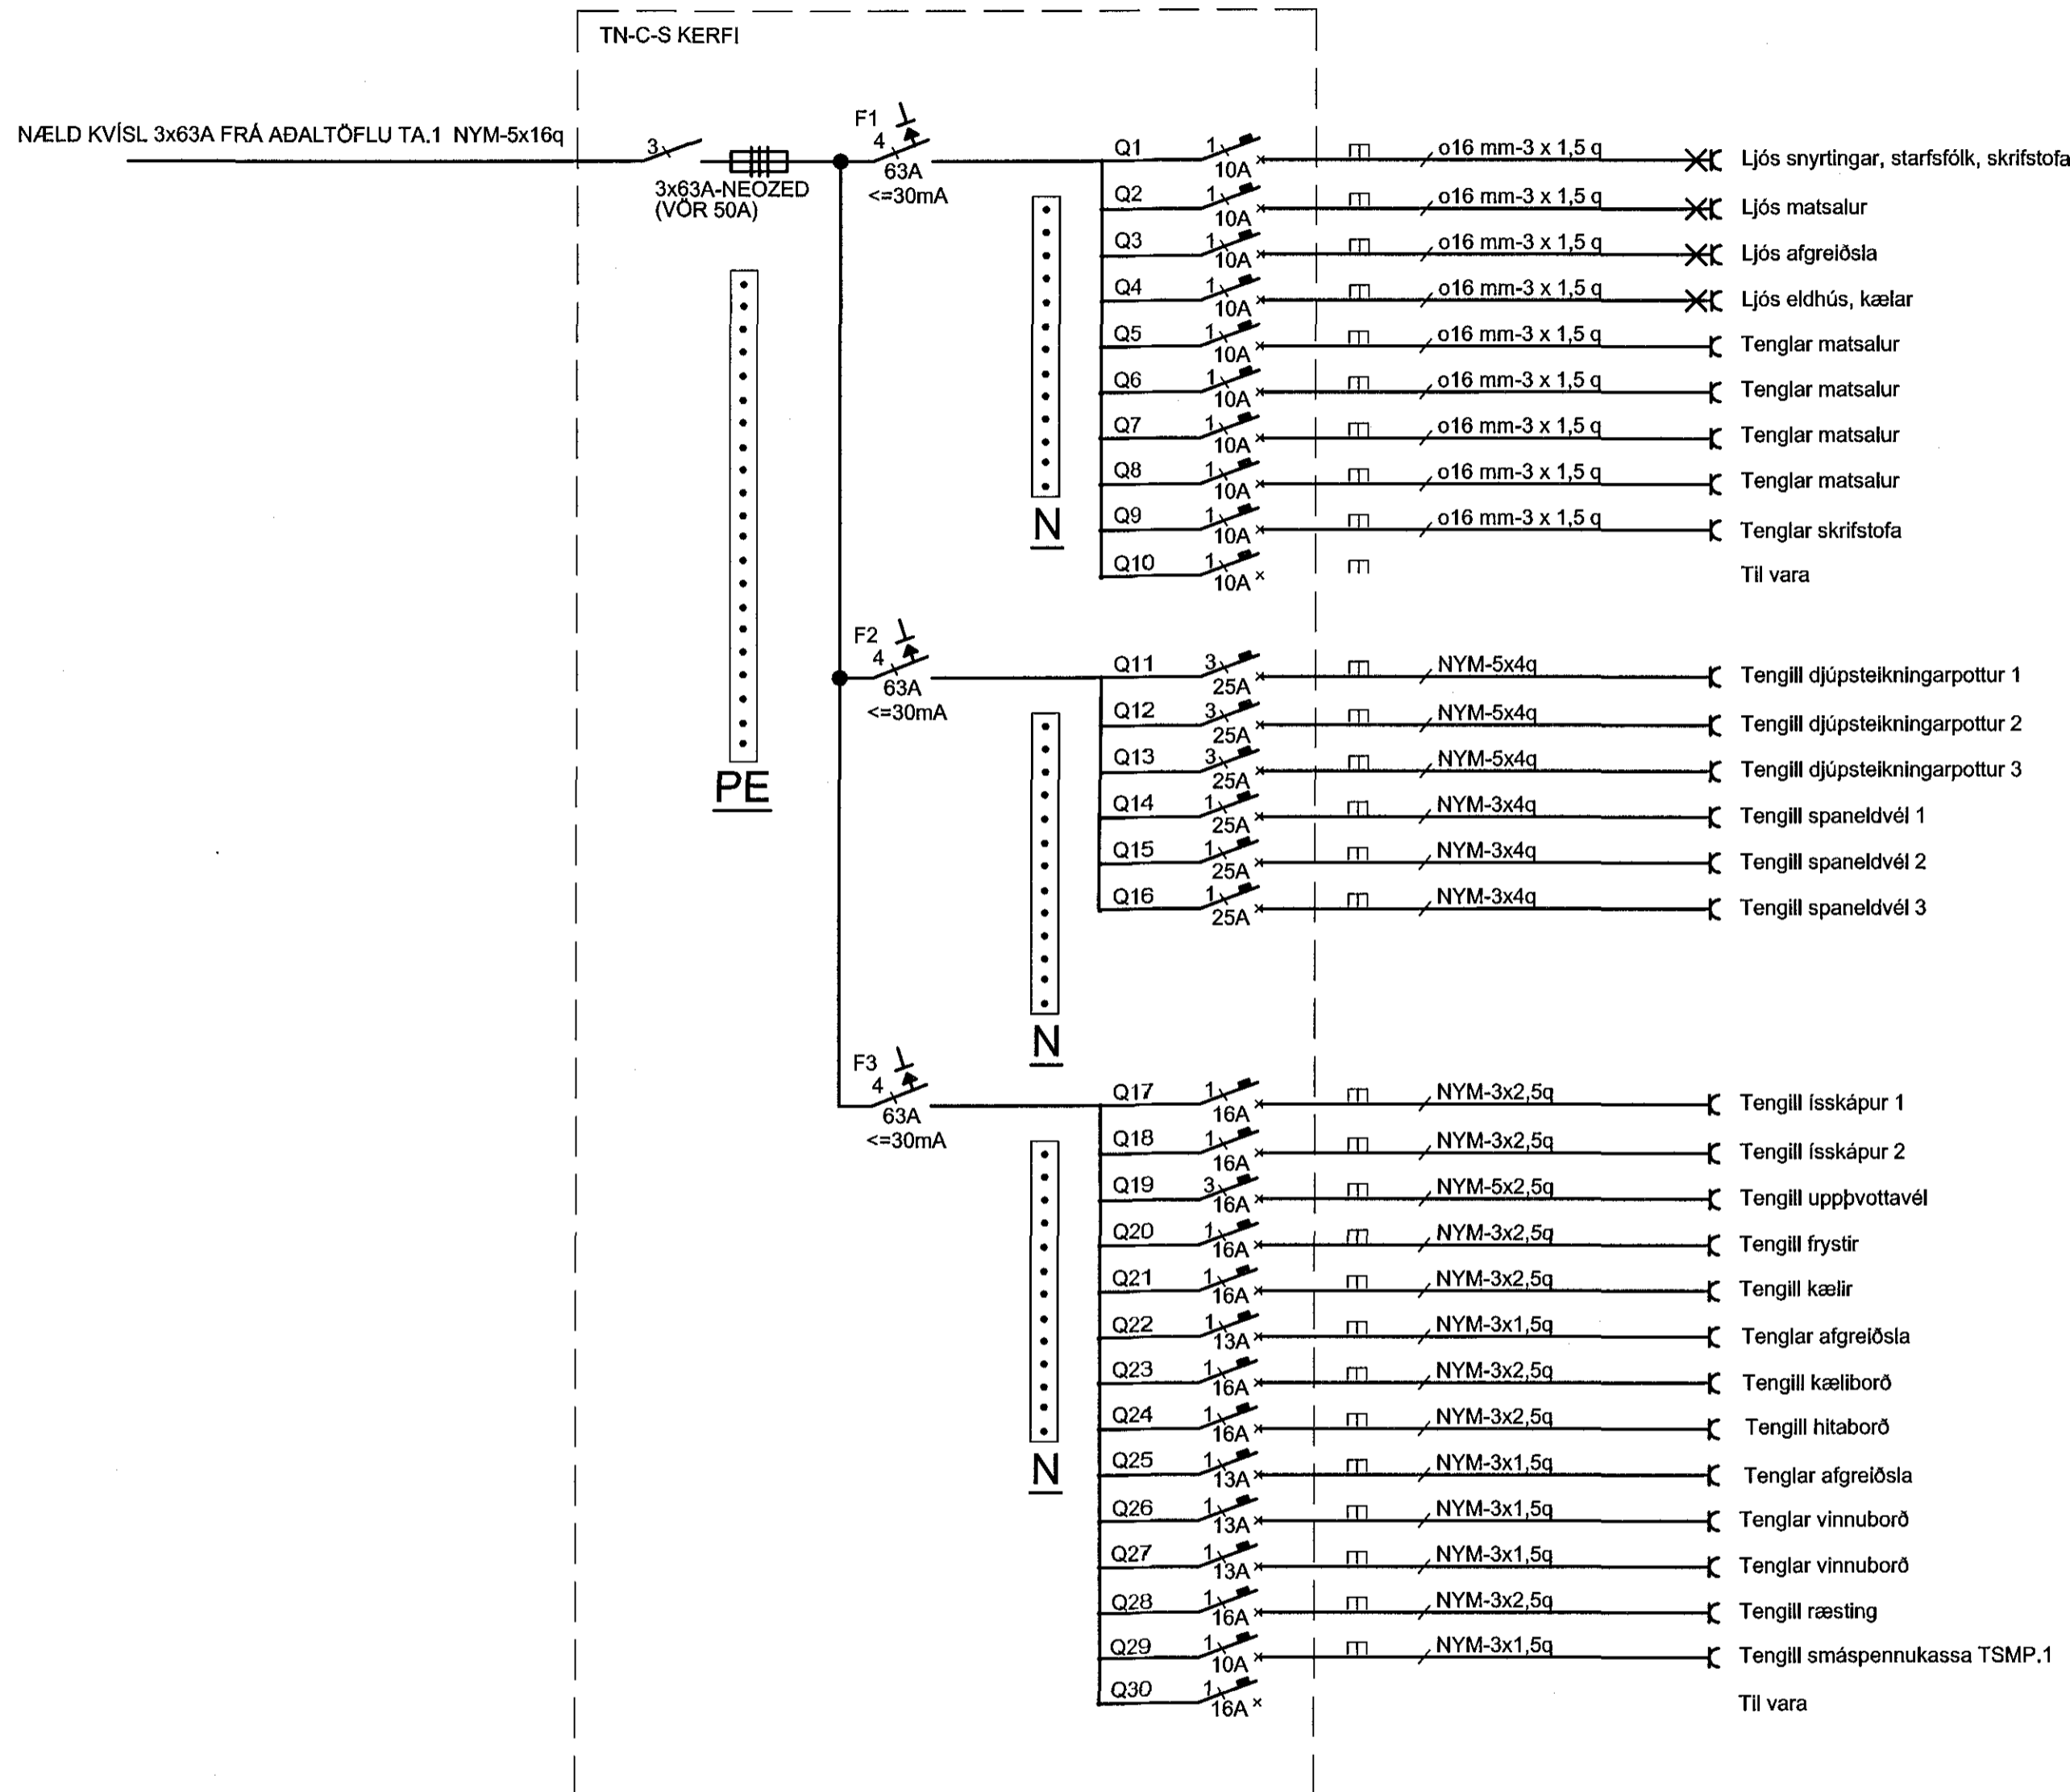 TN-C-S KERFI
NÆLD KVÍSL 3x63A FRÁ AÐALTÖFLU TA.1 NYM-5x16q
3
3x63A-NEOZED
(VÖR 50A)
F1
4
63A
<=30mA
N
PE
Q1 1 10A o16 mm-3 x 1,5 q Ljós snyrtingar, starfsfólk, skrifstofa
Q2 1 10A o16 mm-3 x 1,5 q Ljós matsalur
Q3 1 10A o16 mm-3 x 1,5 q Ljós afgreiðsla
Q4 1 10A o16 mm-3 x 1,5 q Ljós eldhús, kælar
Q5 1 10A o16 mm-3 x 1,5 q Tenglar matsalur
Q6 1 10A o16 mm-3 x 1,5 q Tenglar matsalur
Q7 1 10A o16 mm-3 x 1,5 q Tenglar matsalur
Q8 1 10A o16 mm-3 x 1,5 q Tenglar matsalur
Q9 1 10A o16 mm-3 x 1,5 q Tenglar skrifstofa
Q10 1 10A Til vara
F2
4
63A
<=30mA
N
Q11 3 25A NYM-5x4q Tengill djúpsteikningarpottur 1
Q12 3 25A NYM-5x4q Tengill djúpsteikningarpottur 2
Q13 3 25A NYM-5x4q Tengill djúpsteikningarpottur 3
Q14 1 25A NYM-3x4q Tengill spaneldvél 1
Q15 1 25A NYM-3x4q Tengill spaneldvél 2
Q16 1 25A NYM-3x4q Tengill spaneldvél 3
F3
4
63A
<=30mA
N
Q17 1 16A NYM-3x2,5q Tengill ísskápur 1
Q18 1 16A NYM-3x2,5q Tengill ísskápur 2
Q19 3 16A NYM-5x2,5q Tengill uppþvottavél
Q20 1 16A NYM-3x2,5q Tengill frystir
Q21 1 16A NYM-3x2,5q Tengill kælir
Q22 1 13A NYM-3x1,5q Tenglar afgreiðsla
Q23 1 16A NYM-3x2,5q Tengill kæliborð
Q24 1 16A NYM-3x2,5q Tengill hitaborð
Q25 1 13A NYM-3x1,5q Tenglar afgreiðsla
Q26 1 13A NYM-3x1,5q Tenglar vinnuborð
Q27 1 13A NYM-3x1,5q Tenglar vinnuborð
Q28 1 16A NYM-3x2,5q Tengill ræsting
Q29 1 10A NYM-3x1,5q Tengill smáspennukassa TSMP.1
Q30 1 16A Til vara